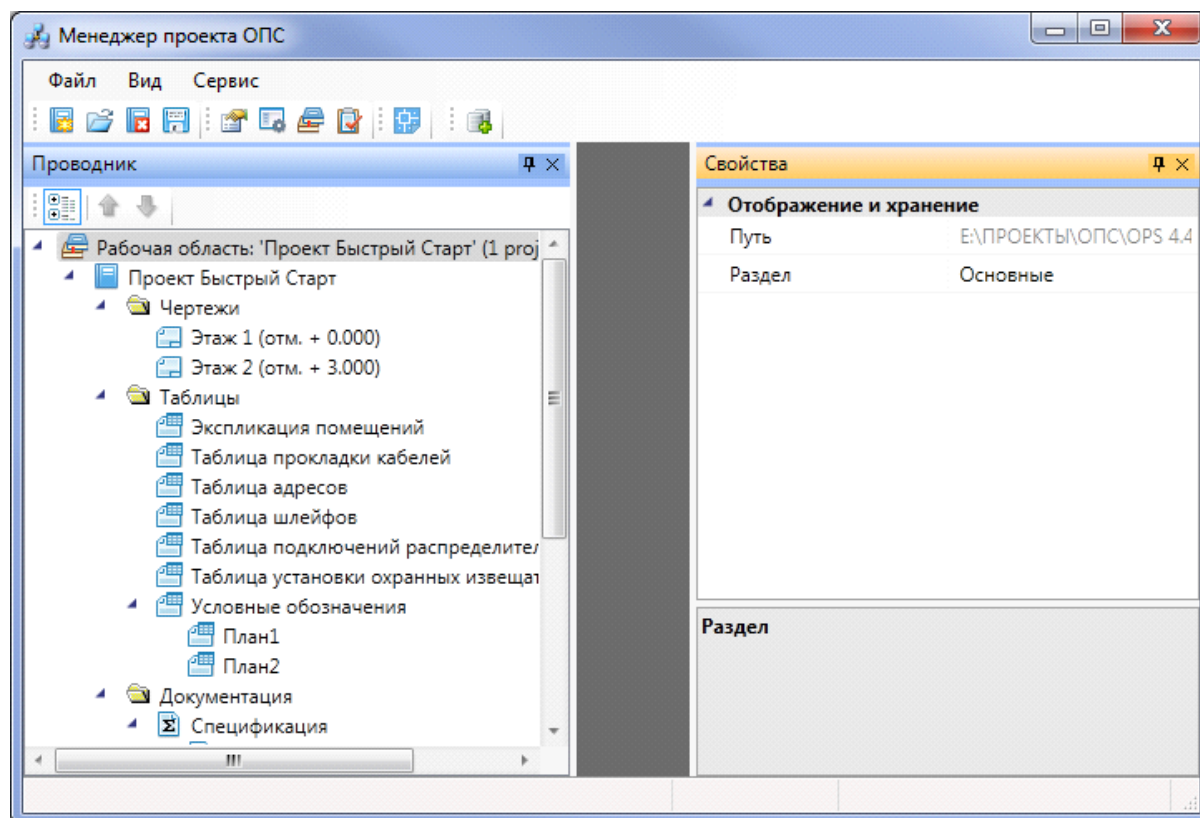 Менеджер проекта ОПС
Файл Вид Сервис
Проводник
Рабочая область: 'Проект Быстрый Старт' (1 proj
Проект Быстрый Старт
Чертежи
Этаж 1 (отм. + 0.000)
Этаж 2 (отм. + 3.000)
Таблицы
Экспликация помещений
Таблица прокладки кабелей
Таблица адресов
Таблица шлейфов
Таблица подключений распределител
Таблица установки охранных извещат
Условные обозначения
План1
План2
Документация
Спецификация
Свойства
Отображение и хранение
Путь E:\ПРОЕКТЫ\ОПС\OPS 4.4
Раздел Основные
Раздел